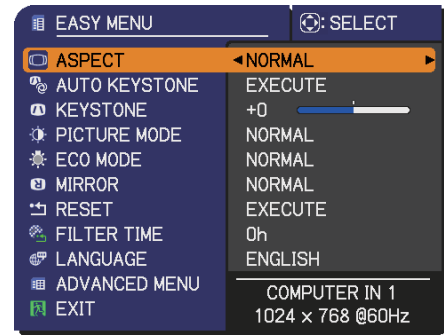 EASY MENU : SELECT
ASPECT NORMAL
AUTO KEYSTONE EXECUTE
KEYSTONE +0
PICTURE MODE NORMAL
ECO MODE NORMAL
MIRROR NORMAL
RESET EXECUTE
FILTER TIME 0h
LANGUAGE ENGLISH
ADVANCED MENU
EXIT
COMPUTER IN 1
1024 x 768 @60Hz